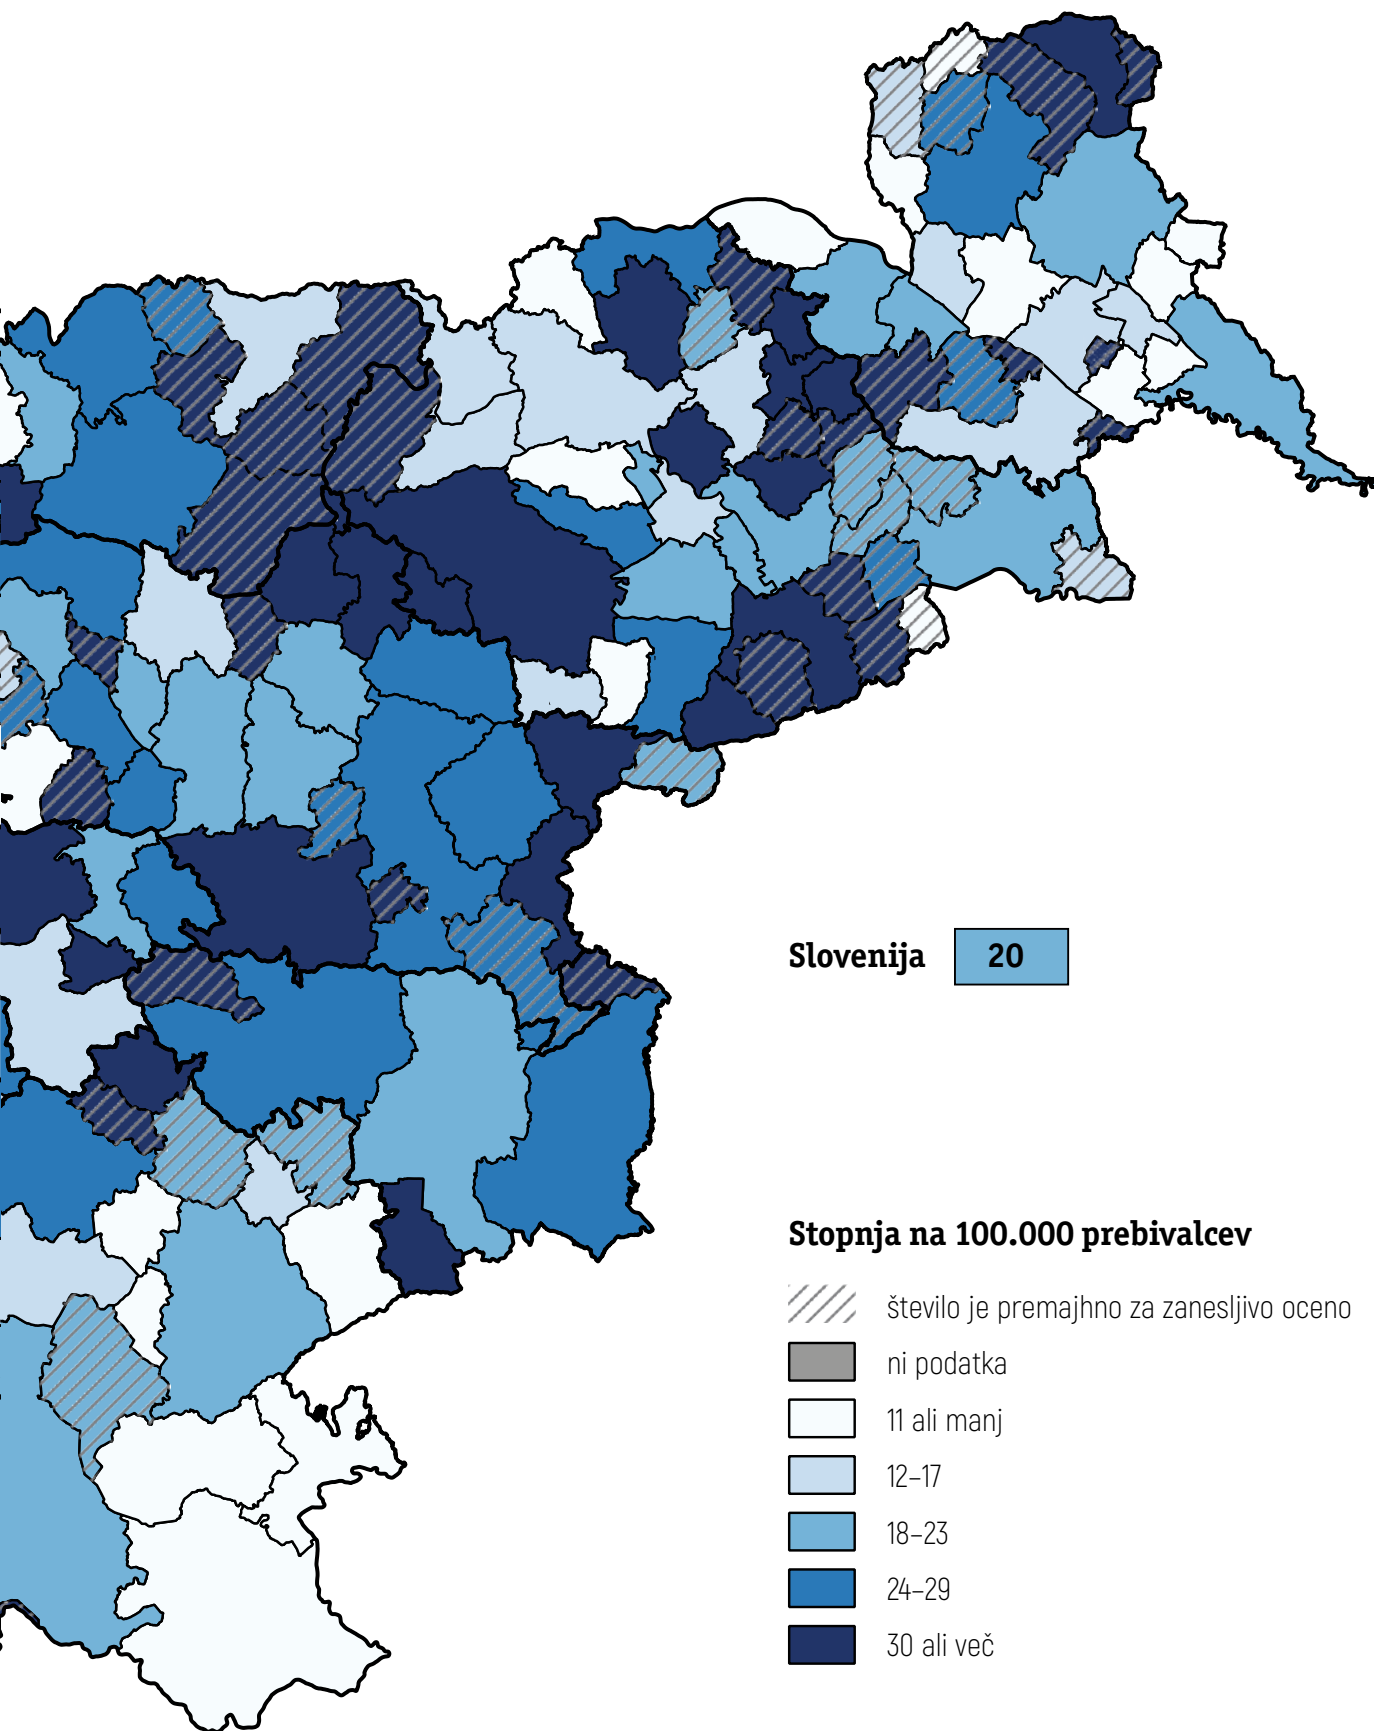 Slovenija 20
Stopnja na 100.000 prebivalcev
število je premajhno za zanesljivo oceno
ni podatka
11 ali manj
12–17
18–23
24–29
30 ali več